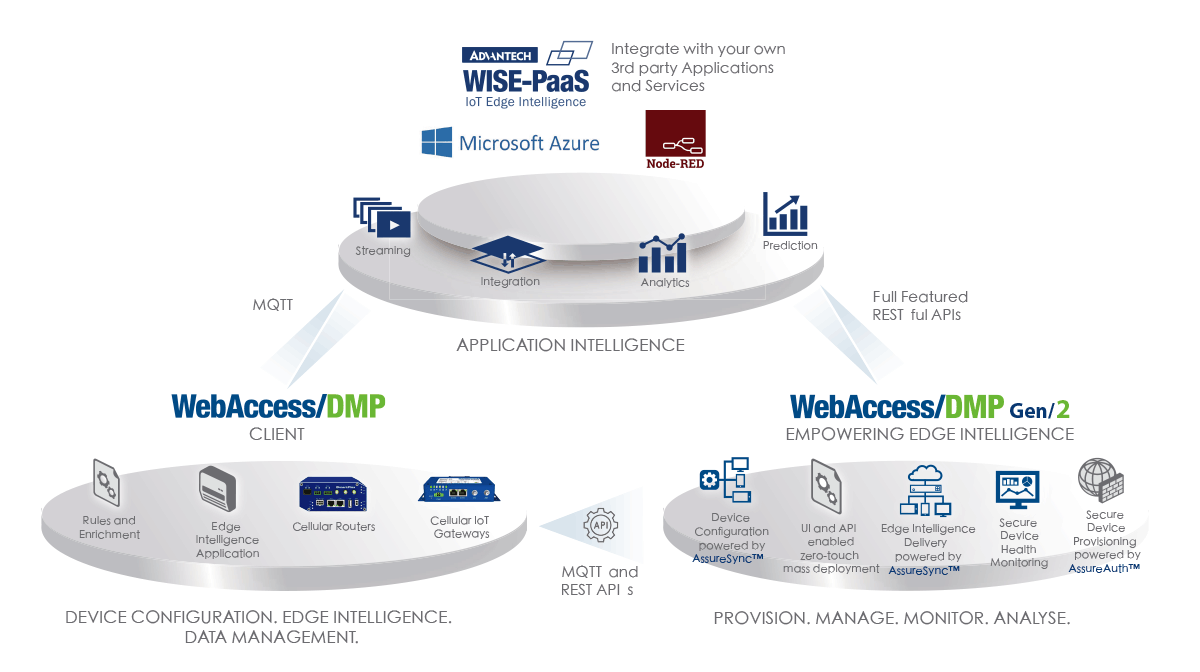 ADVANTECH
WISE-PaaS
IoT Edge Intelligence
Integrate with your own
3rd party Applications
and Services
Microsoft Azure
Node-RED
Streaming
Integration
Analytics
Prediction
MQTT
Full Featured
REST ful APIs
APPLICATION INTELLIGENCE
WebAccess/DMP
CLIENT
WebAccess/DMP Gen/2
EMPOWERING EDGE INTELLIGENCE
Rules and
Enrichment
Edge
Intelligence
Application
Cellular Routers
Cellular IoT
Gateways
API
MQTT and
REST API s
Device
Configuration
powered by
AssureSync™
UI and API
enabled
zero-touch
mass deployment
Edge Intelligence
Delivery
powered by
AssureSync™
Secure
Device
Health
Monitoring
Secure
Device
Provisioning
powered by
AssureAuth™
DEVICE CONFIGURATION. EDGE INTELLIGENCE.
DATA MANAGEMENT.
PROVISION. MANAGE. MONITOR. ANALYSE.